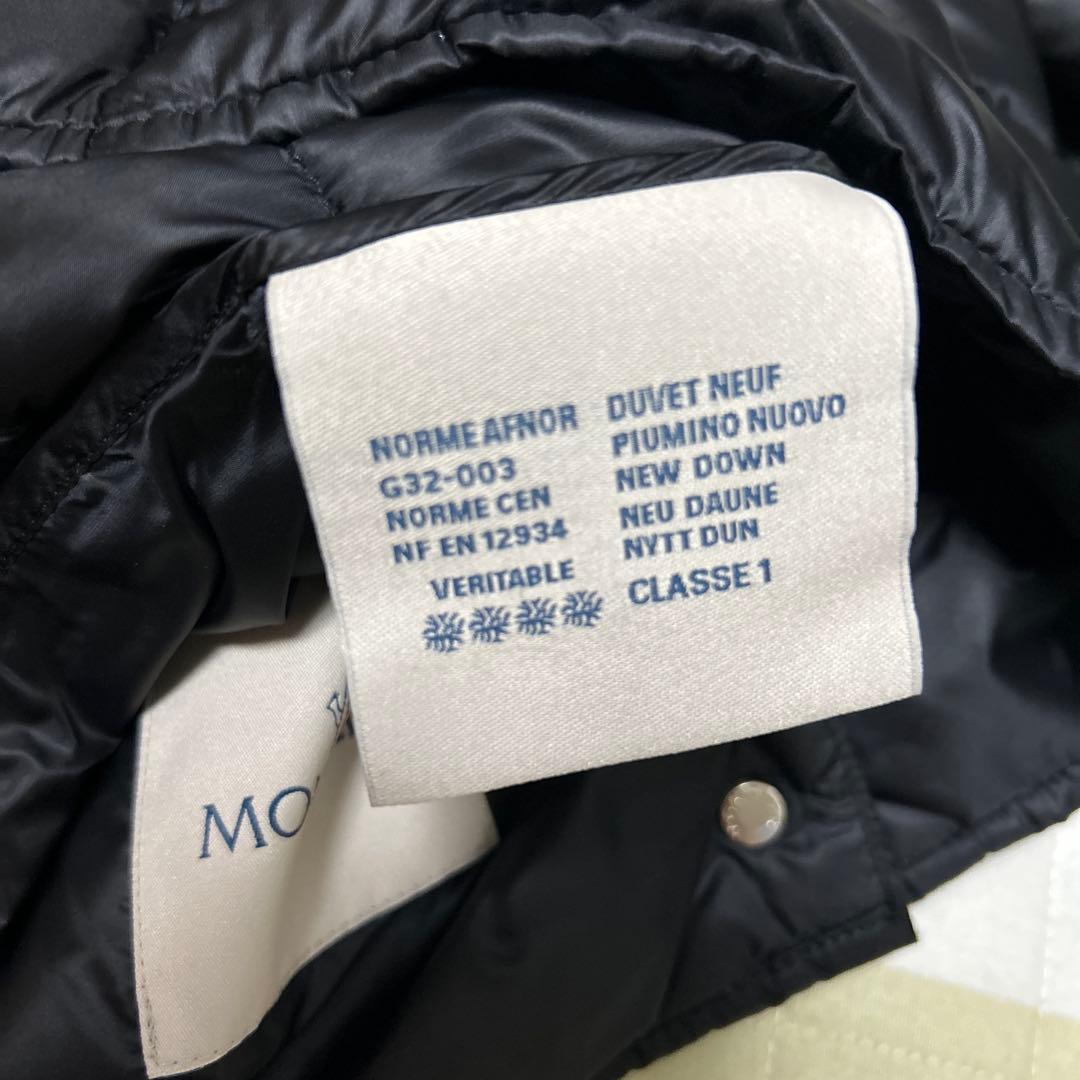 NORME AFNOR
G32-003
NORME CEN
NF EN 12934
VERITABLE
DUVET NEUF
PIUMINO NUOVO
NEW DOWN
NEU DAUNE
NYTT DUN
CLASSE 1
MO